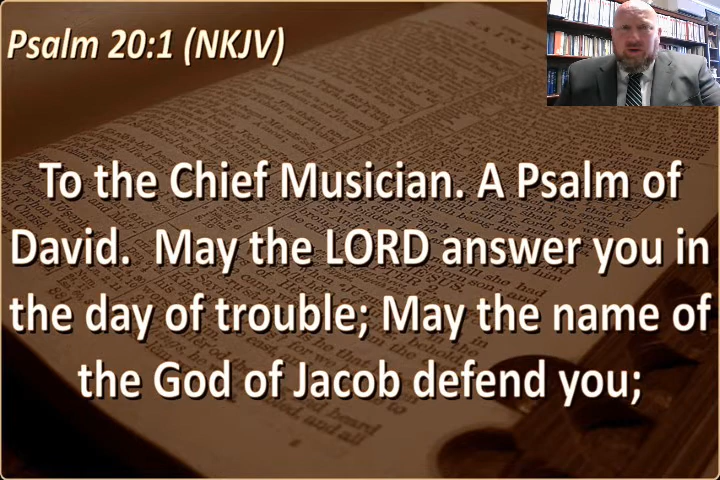 Psalm 20:1 (NKJV)
To the Chief Musician. A Psalm of
David.  May the LORD answer you in
the day of trouble; May the name of
the God of Jacob defend you;